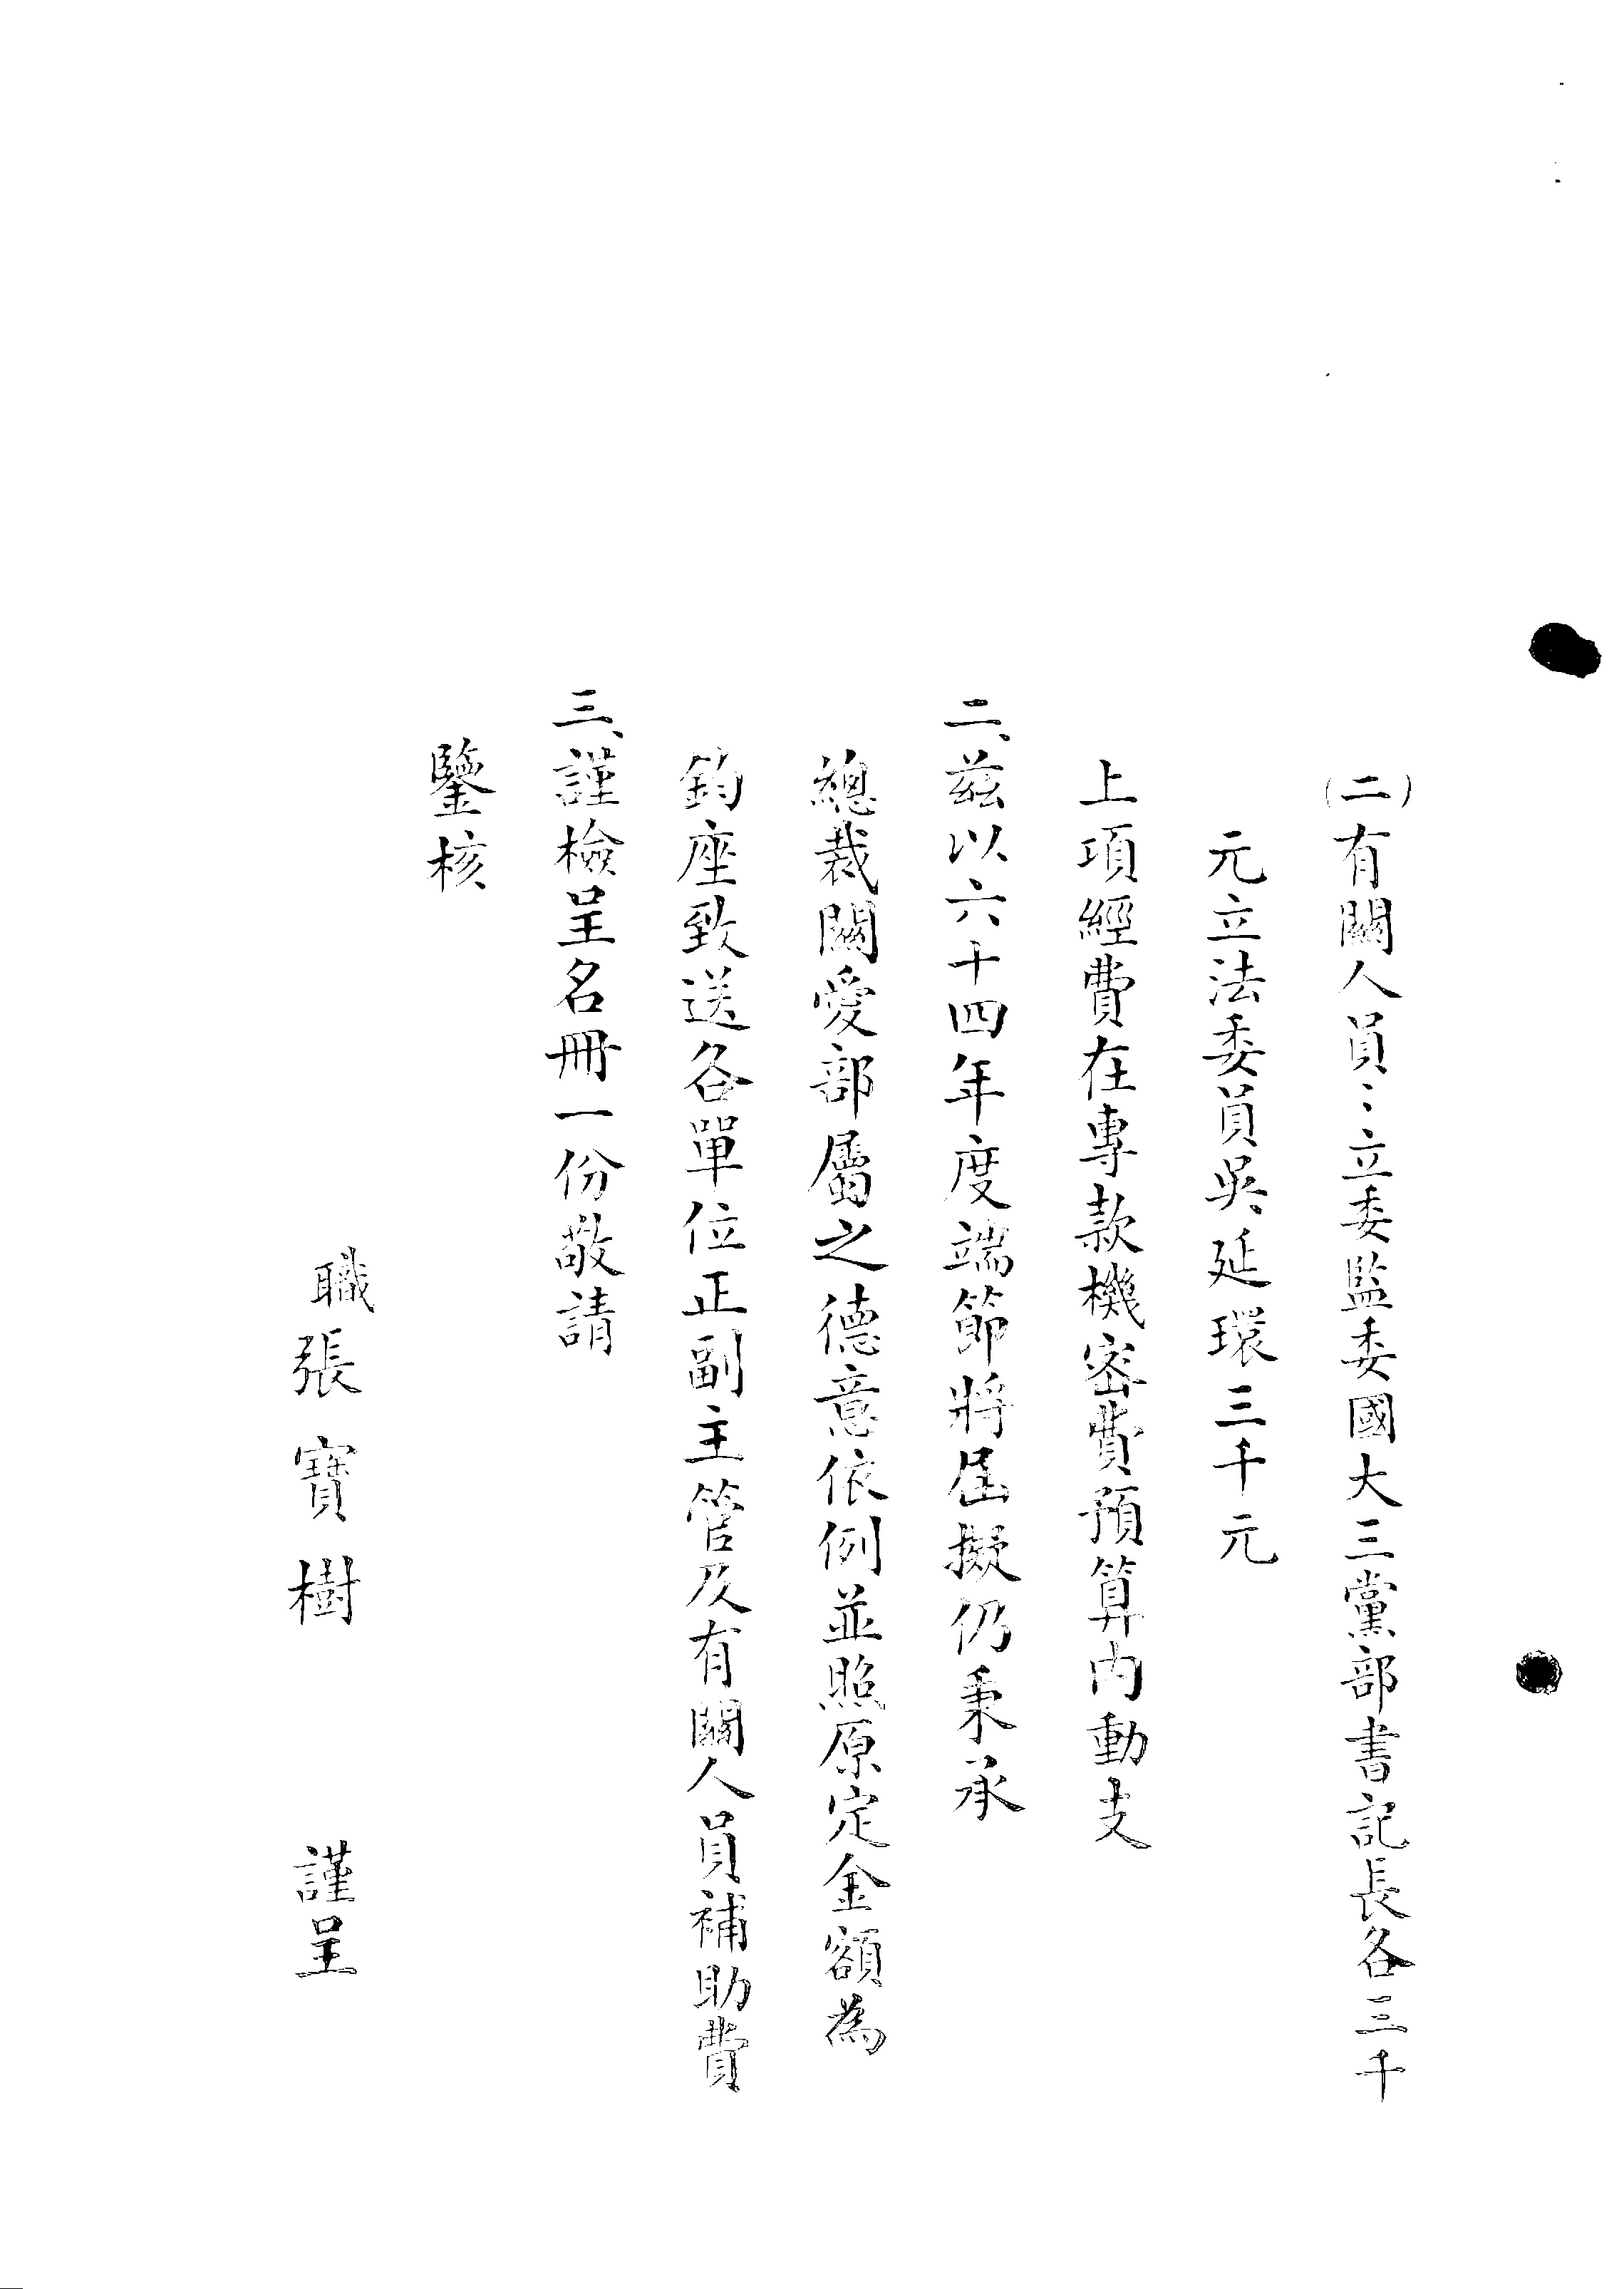 (二)有關人員：立委監委國大三黨部書記長各三千
元立法委員吳延環三千元
上項經費在專款機密費預算內動支
二、茲以六十四年度端節將屆擬仍秉承
總裁關愛部屬之德意依例並照原定金額為
鈞座致送各單位正副主管及有關人員補助費
三、謹檢呈名冊一份敬請
鑒核
職張寶樹 謹呈